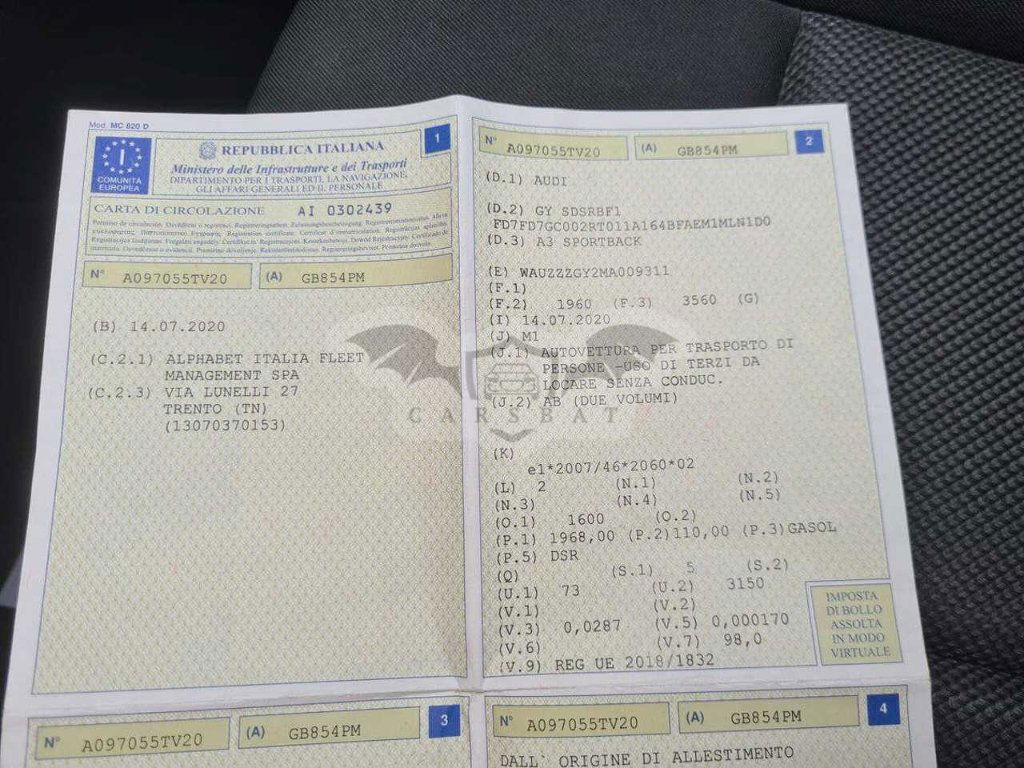 Mod. MC 820 D
1
I
COMUNITÀ
EUROPEA
REPUBBLICA ITALIANA
Ministero delle Infrastrutture e dei Trasporti
DIPARTIMENTO PER I TRASPORTI, LA NAVIGAZIONE,
GLI AFFARI GENERALI ED IL PERSONALE
CARTA DI CIRCOLAZIONE AI 0302439
N° A097055TV20 (A) GB854PM
(B) 14.07.2020
(C.2.1) ALPHABET ITALIA FLEET
MANAGEMENT SPA
(C.2.3) VIA LUNELLI 27
TRENTO (TN)
(13070370153)
N° A097055TV20 (A) GB854PM 2
(D.1) AUDI
(D.2) GY SDSRBF1
FD7FD7GC002RT011A164BFAEM1MLN1D0
(D.3) A3 SPORTBACK
(E) WAUZZZGY2MA009311
(F.1)
(F.2) 1960 (F.3) 3560 (G)
(I) 14.07.2020
(J) M1
(J.1) AUTOVETTURA PER TRASPORTO DI
PERSONE -USO DI TERZI DA
LOCARE SENZA CONDUC.
(J.2) AB (DUE VOLUMI)
CARSBAT
(K)
e1*2007/46*2060*02
(L) 2 (N.1) (N.2)
(N.3) (N.4) (N.5)
(O.1) 1600 (O.2)
(P.1) 1968,00 (P.2)110,00 (P.3)GASOL
(P.5) DSR
(Q) (S.1) 5 (S.2)
(U.1) 73 (U.2) 3150
(V.1) (V.2)
(V.3) 0,0287 (V.5) 0,000170
(V.6) (V.7) 98,0
(V.9) REG UE 2018/1832
IMPOSTA
DI BOLLO
ASSOLTA
IN MODO
VIRTUALE
N° A097055TV20 (A) GB854PM 3
N° A097055TV20 (A) GB854PM 4
DALL' ORIGINE DI ALLESTIMENTO